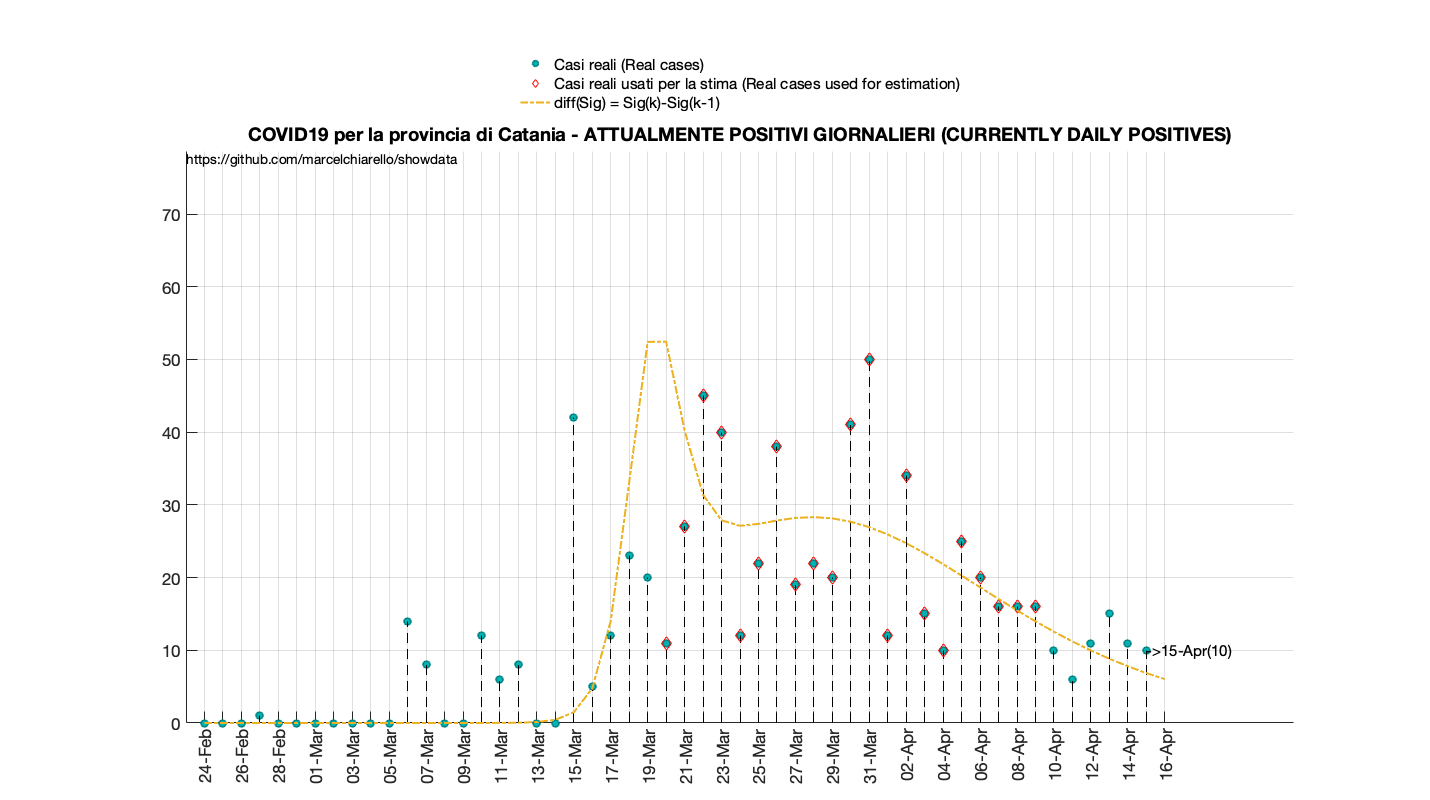 Casi reali (Real cases)
Casi reali usati per la stima (Real cases used for estimation)
diff(Sig) = Sig(k)-Sig(k-1)
COVID19 per la provincia di Catania - ATTUALMENTE POSITIVI GIORNALIERI (CURRENTLY DAILY POSITIVES)
https://github.com/marcelchiarello/showdata
70
60
50
40
30
20
10
0
->15-Apr(10)
24-Feb
26-Feb
28-Feb
01-Mar
03-Mar
05-Mar
07-Mar
09-Mar
11-Mar
13-Mar
15-Mar
17-Mar
19-Mar
21-Mar
23-Mar
25-Mar
27-Mar
29-Mar
31-Mar
02-Apr
04-Apr
06-Apr
08-Apr
10-Apr
12-Apr
14-Apr
16-Apr